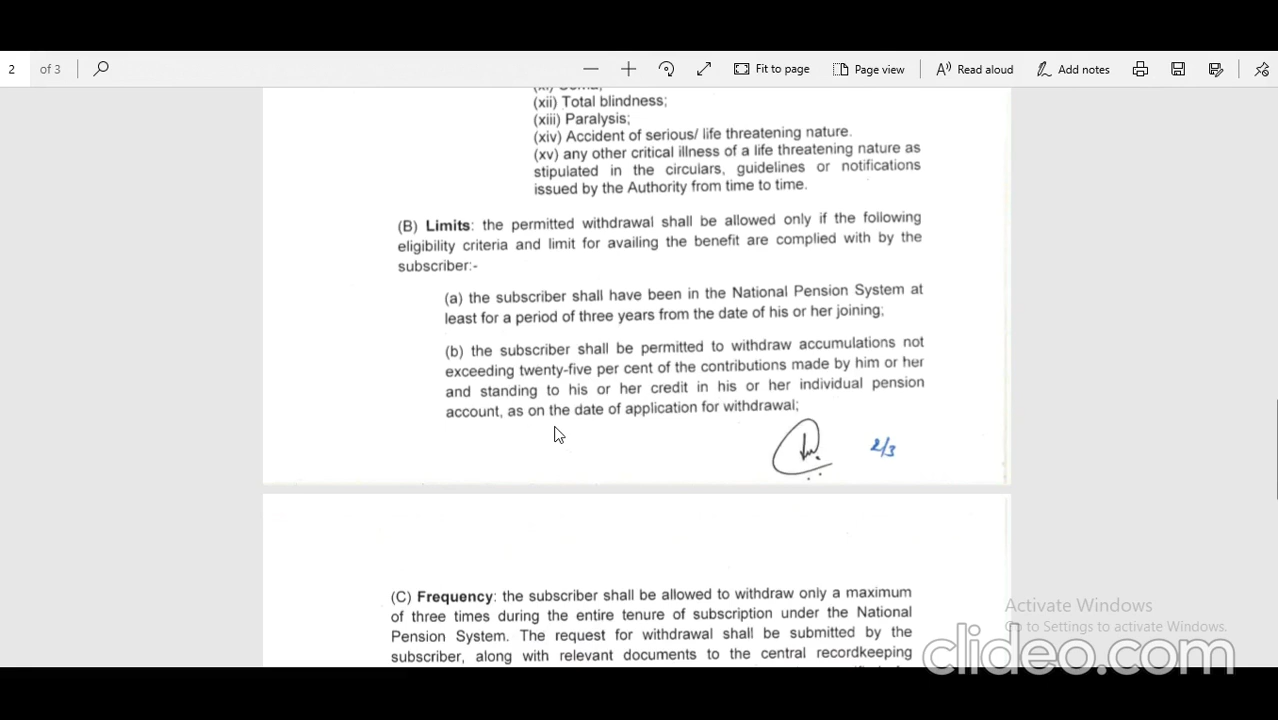 2 of 3 Fit to page Page view Read aloud Add notes
(xii) Total blindness;
(xiii) Paralysis;
(xiv) Accident of serious/ life threatening nature.
(xv) any other critical illness of a life threatening nature as
stipulated in the circulars, guidelines or notifications
issued by the Authority from time to time.
(B) Limits: the permitted withdrawal shall be allowed only if the following
eligibility criteria and limit for availing the benefit are complied with by the
subscriber:-
(a) the subscriber shall have been in the National Pension System at
least for a period of three years from the date of his or her joining;
(b) the subscriber shall be permitted to withdraw accumulations not
exceeding twenty-five per cent of the contributions made by him or her
and standing to his or her credit in his or her individual pension
account, as on the date of application for withdrawal;
2/3
(C) Frequency: the subscriber shall be allowed to withdraw only a maximum
of three times during the entire tenure of subscription under the National
Pension System. The request for withdrawal shall be submitted by the
subscriber, along with relevant documents to the central recordkeeping
Activate Windows
Go to Settings to activate Windows.
clideo.com